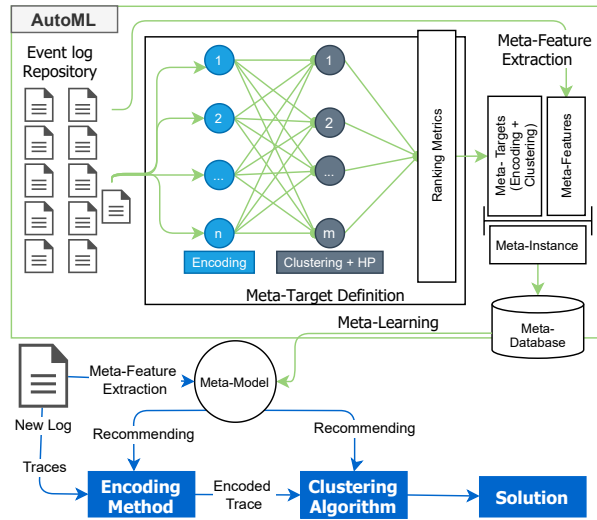 AutoML
Event log
Repository
Meta-Feature
Extraction
1
2
...
n
Encoding
1
2
...
m
Clustering + HP
Ranking Metrics
Meta-Target Definition
Meta- Targets
(Encoding +
Clustering)
Meta-Features
Meta-Instance
Meta-
Database
Meta-Learning
New Log
Meta-Feature
Extraction
Meta-Model
Recommending
Recommending
Traces
Encoding
Method
Encoded
Trace
Clustering
Algorithm
Solution